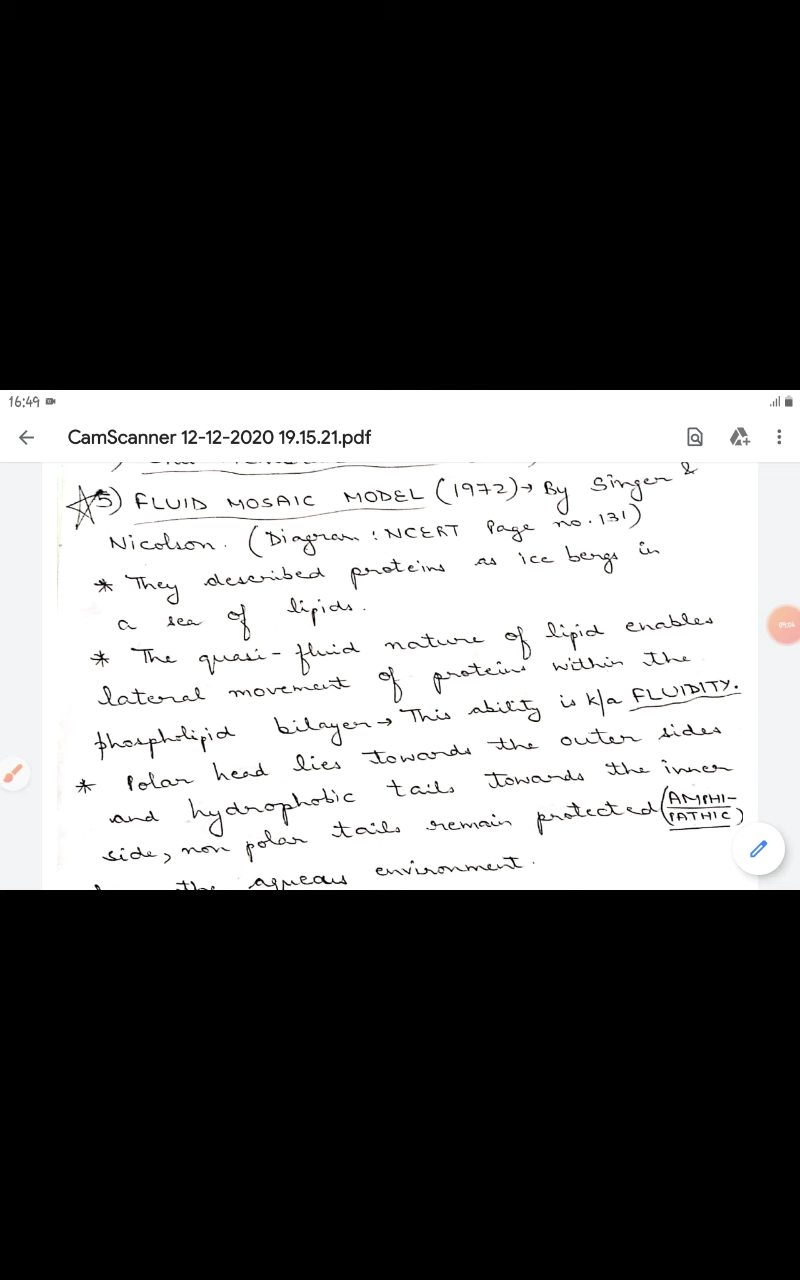 16:49
CamScanner 12-12-2020 19.15.21.pdf
5) FLUID MOSAIC MODEL (1972)→ By Singer &
Nicolson. (Diagram : NCERT Page no. 131)
* They described proteins as ice bergs in
a sea of lipids.
* The quasi-fluid nature of lipid enables
lateral movement of proteins within the
phospholipid bilayer → This ability is k/a FLUIDITY.
* Polar head lies towards the outer sides
and hydrophobic tails towards the inner
side, non polar tails remain protected (AMPHI-
PATHIC)
the aqueous environment.